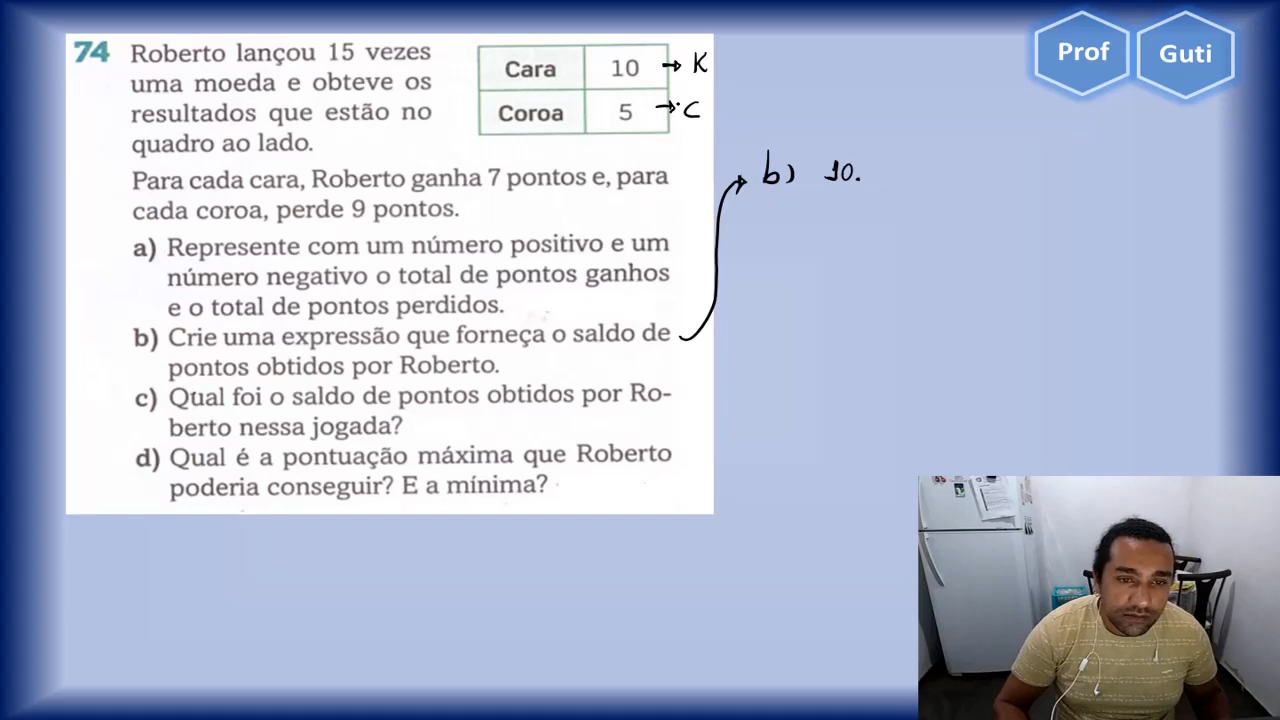 74 Roberto lançou 15 vezes
uma moeda e obteve os
resultados que estão no
quadro ao lado.
Cara 10 → K
Coroa 5 → C
Para cada cara, Roberto ganha 7 pontos e, para
cada coroa, perde 9 pontos.
a) Represente com um número positivo e um
número negativo o total de pontos ganhos
e o total de pontos perdidos.
b) Crie uma expressão que forneça o saldo de
pontos obtidos por Roberto.
c) Qual foi o saldo de pontos obtidos por Ro-
berto nessa jogada?
d) Qual é a pontuação máxima que Roberto
poderia conseguir? E a mínima?
b) 10.
Prof Guti